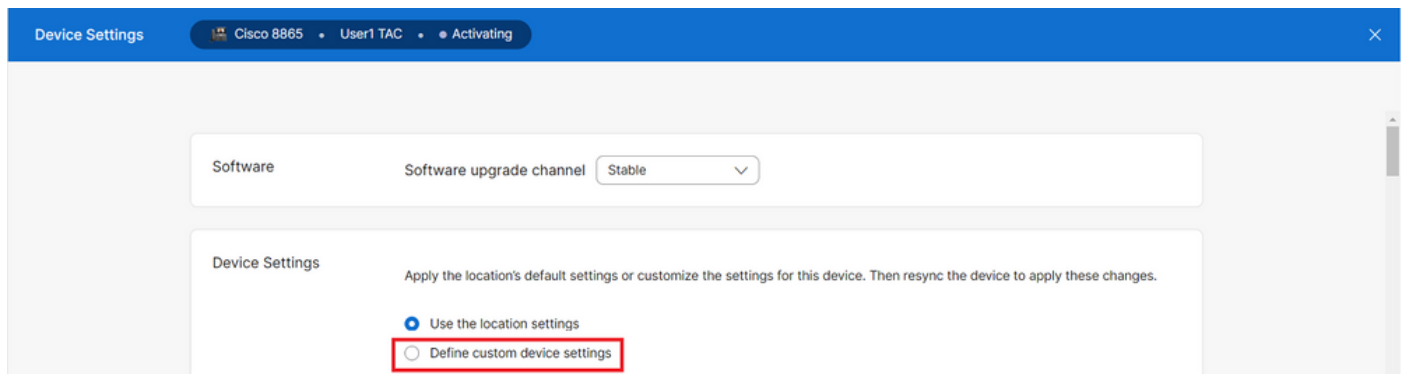 Device Settings Cisco 8865 • User1 TAC • Activating
Software Software upgrade channel Stable
Device Settings
Apply the location's default settings or customize the settings for this device. Then resync the device to apply these changes.
Use the location settings
Define custom device settings